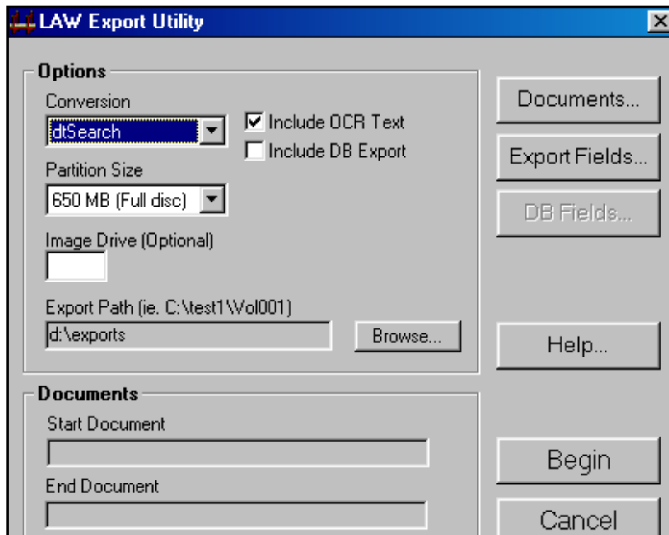 LAW Export Utility
Options
Conversion
dtSearch
Include OCR Text
Include DB Export
Partition Size
650 MB (Full disc)
Image Drive (Optional)
Export Path (ie. C:\test1\Vol001)
d:\exports
Browse...
Documents
Start Document
End Document
Documents...
Export Fields...
DB Fields...
Help...
Begin
Cancel